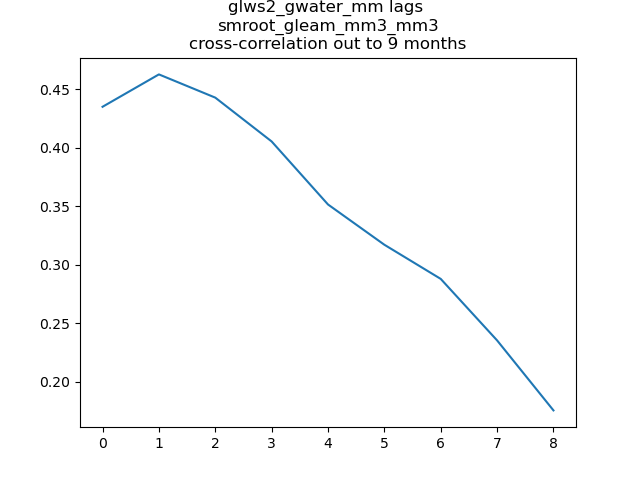 glws2_gwater_mm lags
smroot_gleam_mm3_mm3
cross-correlation out to 9 months
0.45
0.40
0.35
0.30
0.25
0.20
0 1 2 3 4 5 6 7 8